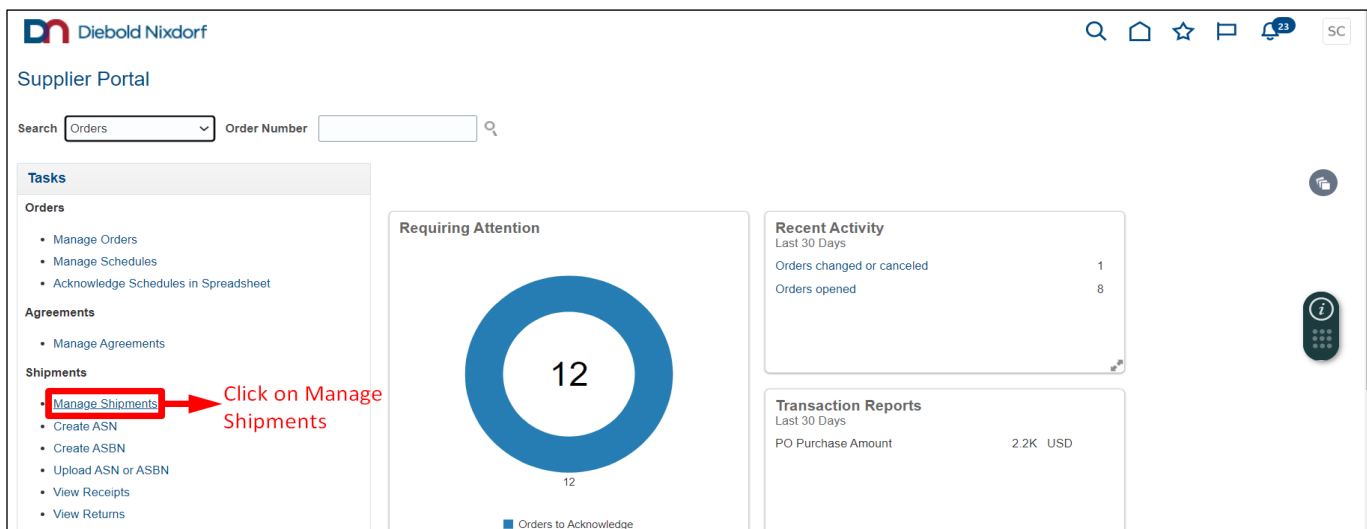 Diebold Nixdorf
23
SC
Supplier Portal
Search Orders Order Number
Tasks
Orders
Manage Orders
Manage Schedules
Acknowledge Schedules in Spreadsheet
Agreements
Manage Agreements
Shipments
Manage Shipments
Create ASN
Create ASBN
Upload ASN or ASBN
View Receipts
View Returns
Click on Manage
Shipments
Requiring Attention
12
12
Orders to Acknowledge
Recent Activity
Last 30 Days
Orders changed or canceled 1
Orders opened 8
Transaction Reports
Last 30 Days
PO Purchase Amount 2.2K USD